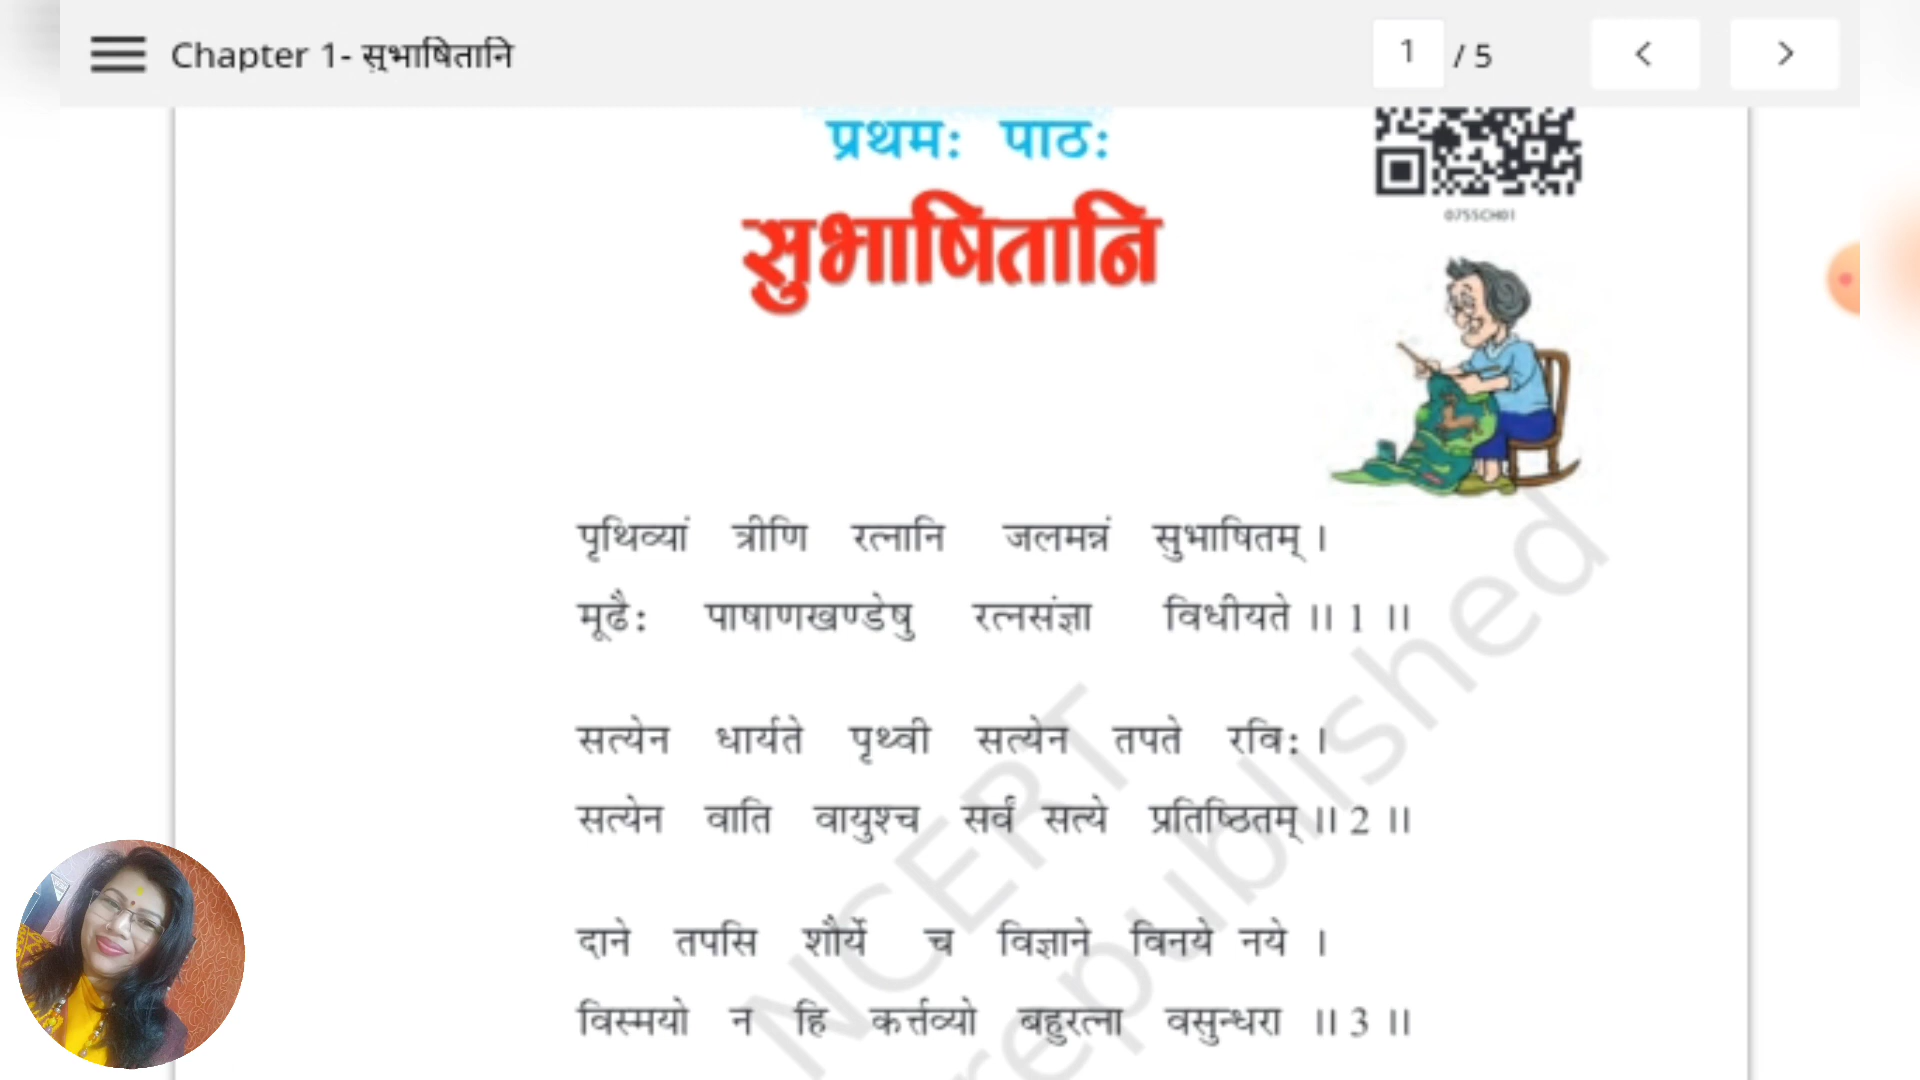 Chapter 1- सुभाषितानि
1 / 5
प्रथमः पाठः
0755CH01
सुभाषितानि
पृथिव्यां त्रीणि रत्नानि जलमन्नं सुभाषितम् ।
मूढैः पाषाणखण्डेषु रत्नसंज्ञा विधीयते ॥ 1 ॥
सत्येन धार्यते पृथ्वी सत्येन तपते रविः ।
सत्येन वाति वायुश्च सर्वं सत्ये प्रतिष्ठितम् ॥ 2 ॥
दाने तपसि शौर्ये च विज्ञाने विनये नये ।
विस्मयो न हि कर्त्तव्यो बहुरत्ना वसुन्धरा ॥ 3 ॥
NCERT
republished